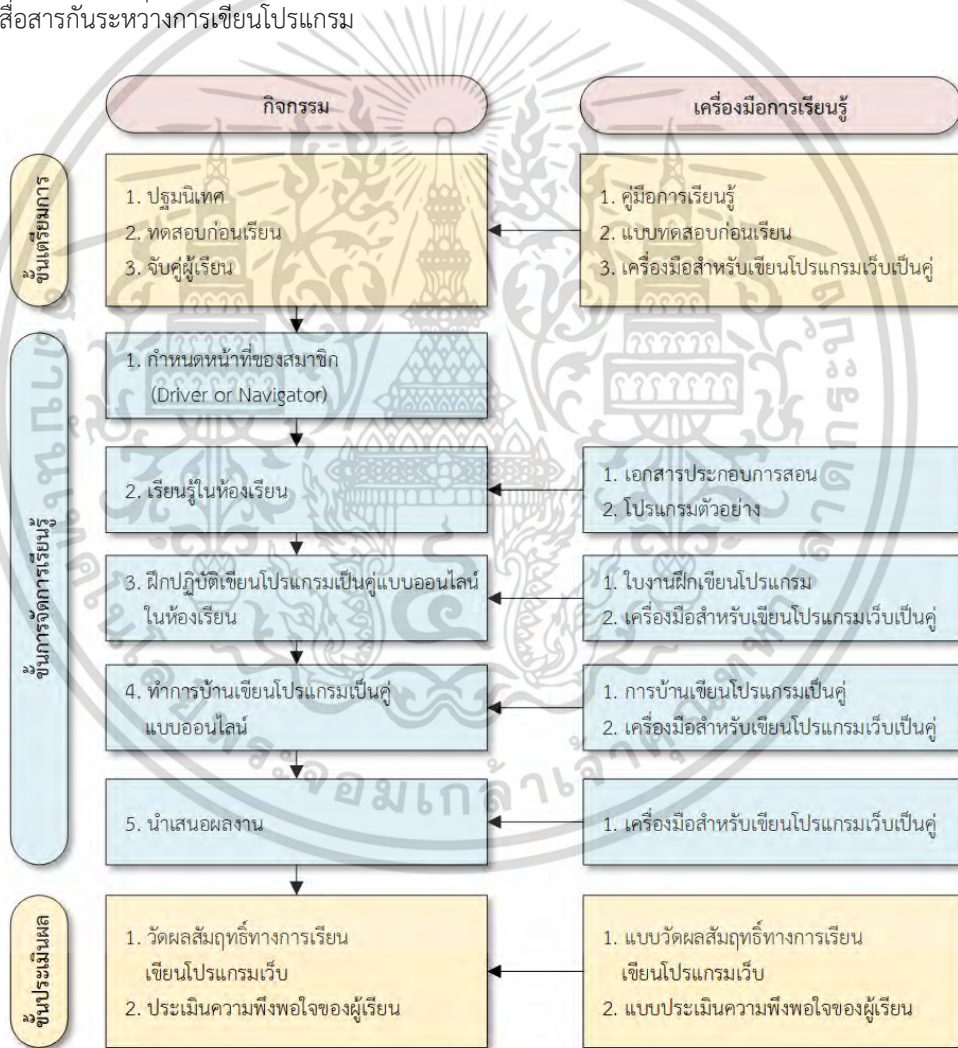 สื่อสารกันระหว่างการเขียนโปรแกรม
กิจกรรม
เครื่องมือการเรียนรู้
ขั้นเตรียมการ
1. ปฐมนิเทศ
2. ทดสอบก่อนเรียน
3. จับคู่ผู้เรียน
1. คู่มือการเรียนรู้
2. แบบทดสอบก่อนเรียน
3. เครื่องมือสำหรับเขียนโปรแกรมเว็บเป็นคู่
ขั้นการจัดการเรียนรู้
1. กำหนดหน้าที่ของสมาชิก
(Driver or Navigator)
2. เรียนรู้ในห้องเรียน
1. เอกสารประกอบการสอน
2. โปรแกรมตัวอย่าง
3. ฝึกปฏิบัติเขียนโปรแกรมเป็นคู่แบบออนไลน์
ในห้องเรียน
1. ใบงานฝึกเขียนโปรแกรม
2. เครื่องมือสำหรับเขียนโปรแกรมเว็บเป็นคู่
4. ทำการบ้านเขียนโปรแกรมเป็นคู่
แบบออนไลน์
1. การบ้านเขียนโปรแกรมเป็นคู่
2. เครื่องมือสำหรับเขียนโปรแกรมเว็บเป็นคู่
5. นำเสนอผลงาน
1. เครื่องมือสำหรับเขียนโปรแกรมเว็บเป็นคู่
ขั้นประเมินผล
1. วัดผลสัมฤทธิ์ทางการเรียน
เขียนโปรแกรมเว็บ
2. ประเมินความพึงพอใจของผู้เรียน
1. แบบวัดผลสัมฤทธิ์ทางการเรียน
เขียนโปรแกรมเว็บ
2. แบบประเมินความพึงพอใจของผู้เรียน